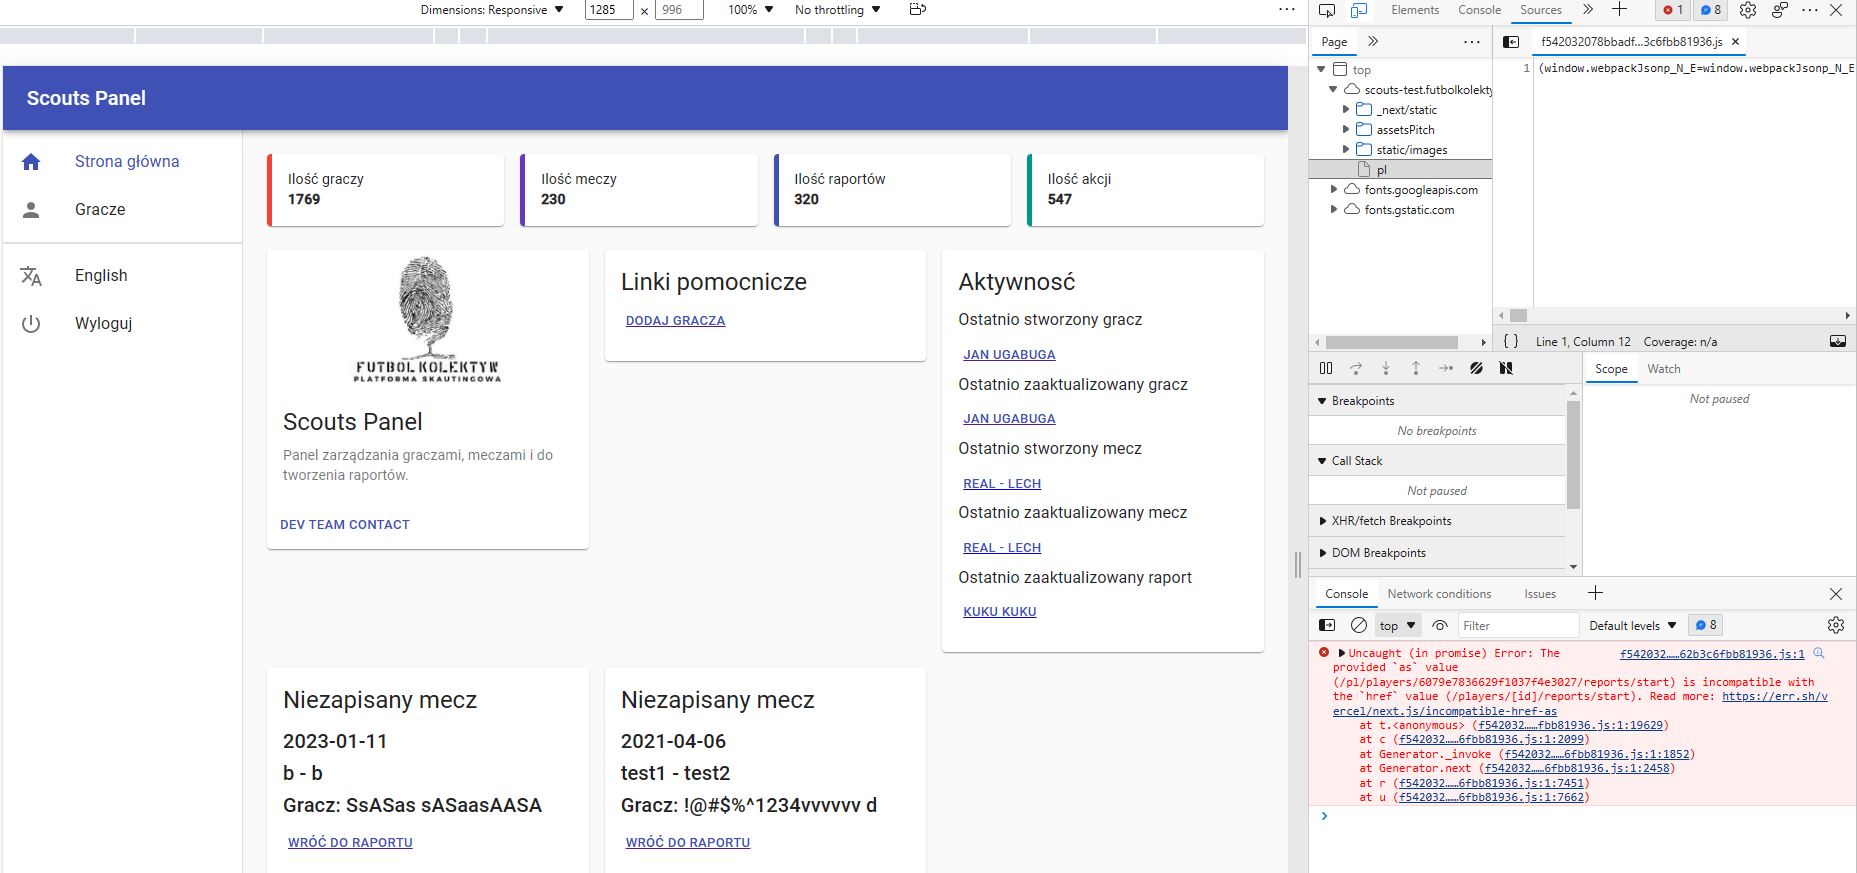 Dimensions: Responsive 1285 x 996 100% No throttling
Scouts Panel
Strona główna
Gracze
English
Wyloguj
Ilość graczy
1769
Ilość meczy
230
Ilość raportów
320
Ilość akcji
547
FUTBOL KOLEKTYW
PLATFORMA SKAUTINGOWA
Scouts Panel
Panel zarządzania graczami, meczami i do
tworzenia raportów.
DEV TEAM CONTACT
Linki pomocnicze
DODAJ GRACZA
Aktywnosć
Ostatnio stworzony gracz
JAN UGABUGA
Ostatnio zaaktualizowany gracz
JAN UGABUGA
Ostatnio stworzony mecz
REAL - LECH
Ostatnio zaaktualizowany mecz
REAL - LECH
Ostatnio zaaktualizowany raport
KUKU KUKU
Niezapisany mecz
2023-01-11
b - b
Gracz: SsASas sASaasAASA
WRÓĆ DO RAPORTU
Niezapisany mecz
2021-04-06
test1 - test2
Gracz: !@#$%^1234vvvvvv d
WRÓĆ DO RAPORTU
Elements Console Sources 1 8
Page
top
scouts-test.futbolkolekty
_next/static
assetsPitch
static/images
pl
fonts.googleapis.com
fonts.gstatic.com
f542032078bbadf...3c6fbb81936.js
1 (window.webpackJsonp_N_E=window.webpackJsonp_N_E
{ } Line 1, Column 12 Coverage: n/a
Breakpoints
No breakpoints
Call Stack
Not paused
XHR/fetch Breakpoints
DOM Breakpoints
Scope Watch
Not paused
Console Network conditions Issues
top Filter Default levels 8
Uncaught (in promise) Error: The f542032……62b3c6fbb81936.js:1
provided `as` value
(/pl/players/6079e7836629f1037f4e3027/reports/start) is incompatible with
the `href` value (/players/[id]/reports/start). Read more: https://err.sh/v
ercel/next.js/incompatible-href-as
at t.<anonymous> (f542032……fbb81936.js:1:19629)
at c (f542032……6fbb81936.js:1:2099)
at Generator._invoke (f542032……6fbb81936.js:1:1852)
at Generator.next (f542032……6fbb81936.js:1:2458)
at r (f542032……6fbb81936.js:1:7451)
at u (f542032……6fbb81936.js:1:7662)